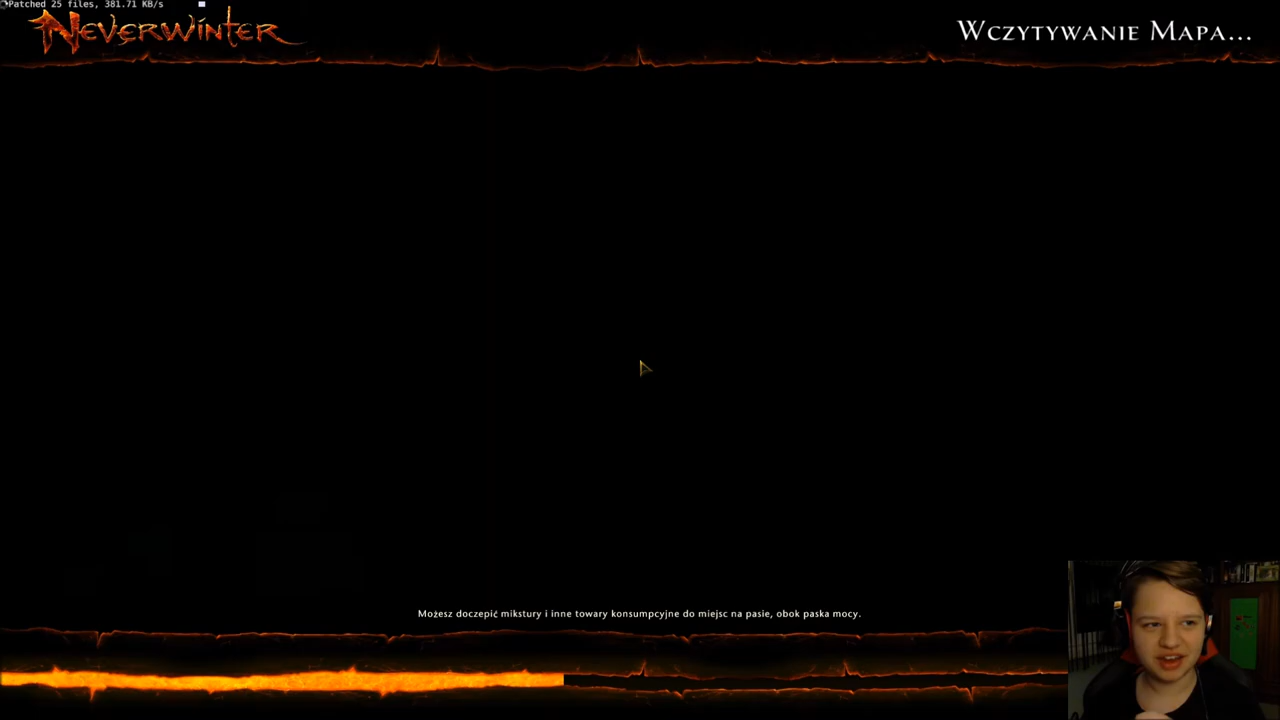 Patched 25 files, 381.71 KB/s
Neverwinter
Wczytywanie Mapa...
Możesz doczepić mikstury i inne towary konsumpcyjne do miejsc na pasie, obok paska mocy.